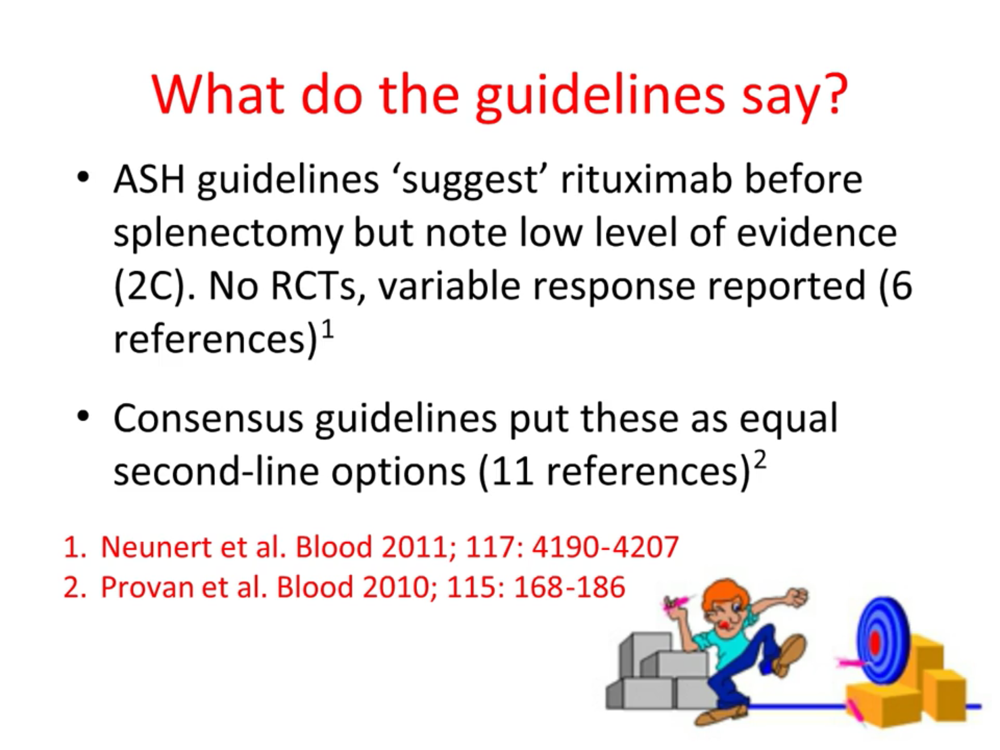 What do the guidelines say?
• ASH guidelines ‘suggest’ rituximab before
splenectomy but note low level of evidence
(2C). No RCTs, variable response reported (6
references)¹
• Consensus guidelines put these as equal
second-line options (11 references)²
1. Neunert et al. Blood 2011; 117: 4190-4207
2. Provan et al. Blood 2010; 115: 168-186